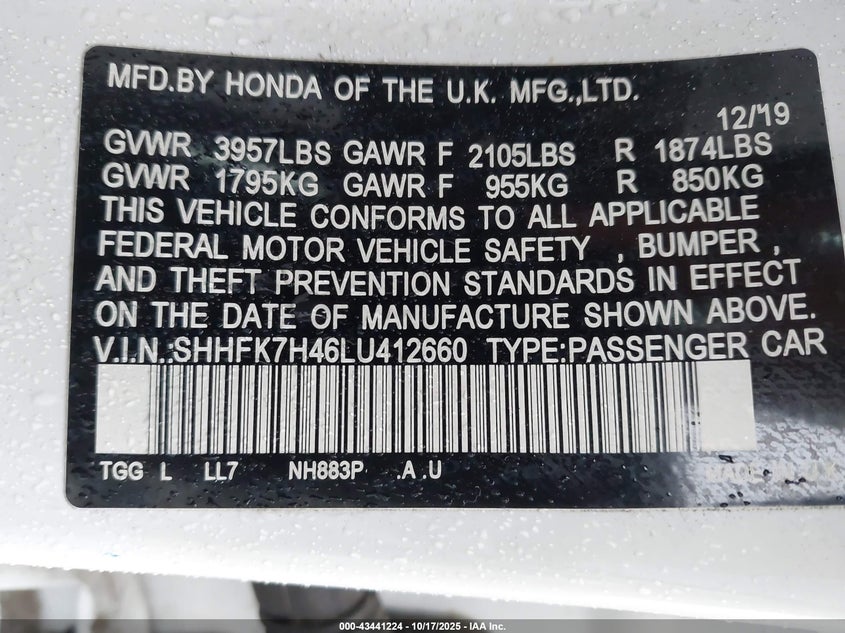 MFD.BY HONDA OF THE U.K. MFG.,LTD.
12/'19
GVWR 3957LBS GAWR F 2105LBS R 1874LBS
GVWR 1795KG GAWR F 955KG R 850KG
THIS VEHICLE CONFORMS TO ALL APPLICABLE
FEDERAL MOTOR VEHICLE SAFETY , BUMPER ,
AND THEFT PREVENTION STANDARDS IN EFFECT
ON THE DATE OF MANUFACTURE SHOWN ABOVE.
V.I.N.:SHHFK7H46LU412660 TYPE:PASSENGER CAR
TGG L LL7 NH883P .A .U
MADE IN
000-43441224 - 10/17/2025 - IAA Inc.